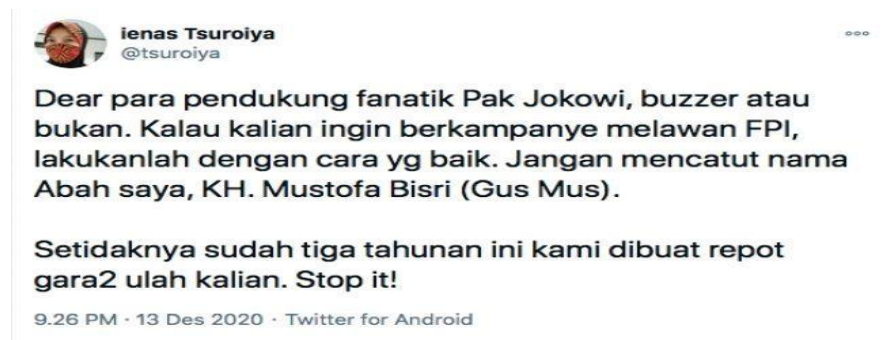 ienas Tsuroiya
@tsuroiya
Dear para pendukung fanatik Pak Jokowi, buzzer atau
bukan. Kalau kalian ingin berkampanye melawan FPI,
lakukanlah dengan cara yg baik. Jangan mencatut nama
Abah saya, KH. Mustofa Bisri (Gus Mus).
Setidaknya sudah tiga tahunan ini kami dibuat repot
gara2 ulah kalian. Stop it!
9.26 PM · 13 Des 2020 · Twitter for Android